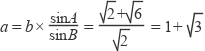 a = b × sinA/sinB = (√2+√6)/√2 = 1+√3